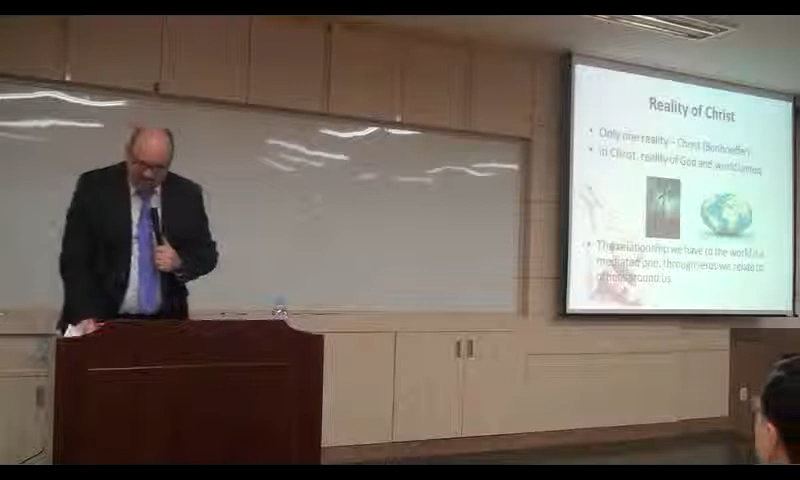 Reality of Christ
• Only one reality – Christ (Bonhoeffer)
• in Christ, reality of God and world united
• The relationship we have to the world is a
mediated one, through Jesus we relate to
others around us